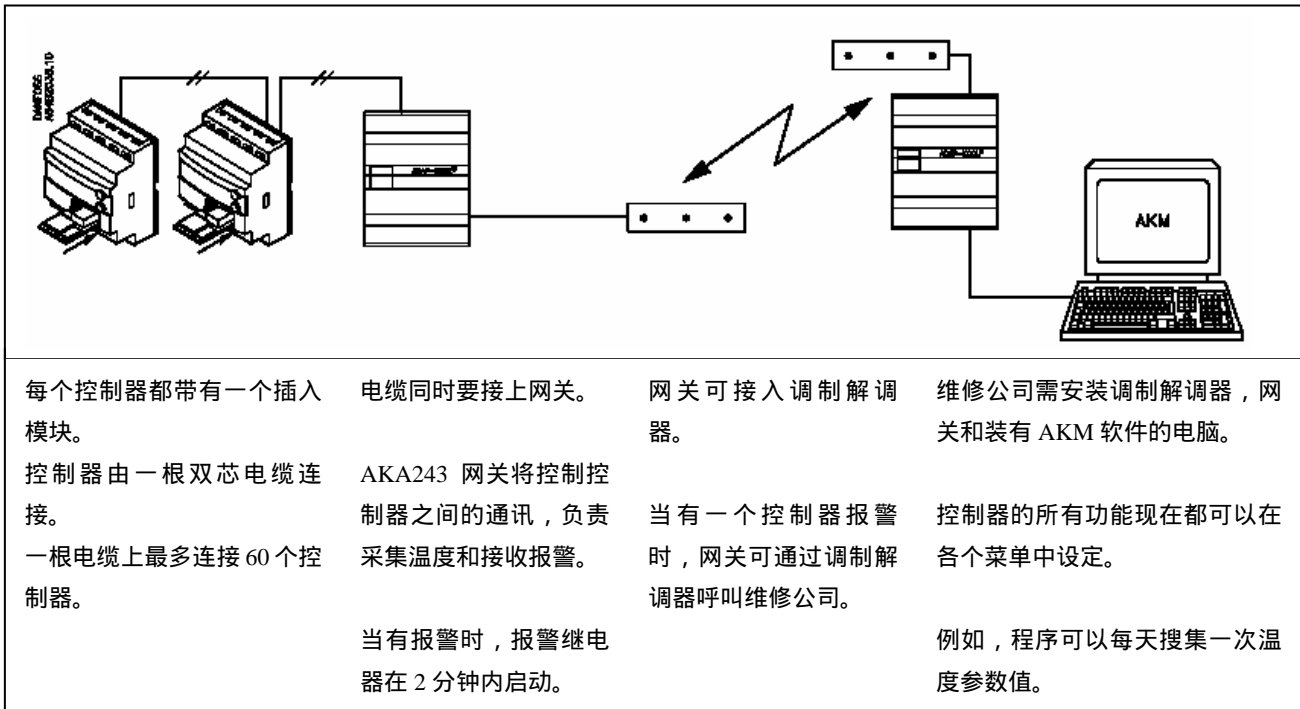 DANFOSS
AKM
每个控制器都带有一个插入
模块。
控制器由一根双芯电缆连
接。
一根电缆上最多连接 60 个控
制器。
电缆同时要接上网关。
AKA243 网关将控制控
制器之间的通讯，负责
采集温度和接收报警。
当有报警时，报警继电
器在 2 分钟内启动。
网关可接入调制解调
器。
当有一个控制器报警
时，网关可通过调制解
调器呼叫维修公司。
维修公司需安装调制解调器，网
关和装有 AKM 软件的电脑。
控制器的所有功能现在都可以在
各个菜单中设定。
例如，程序可以每天搜集一次温
度参数值。